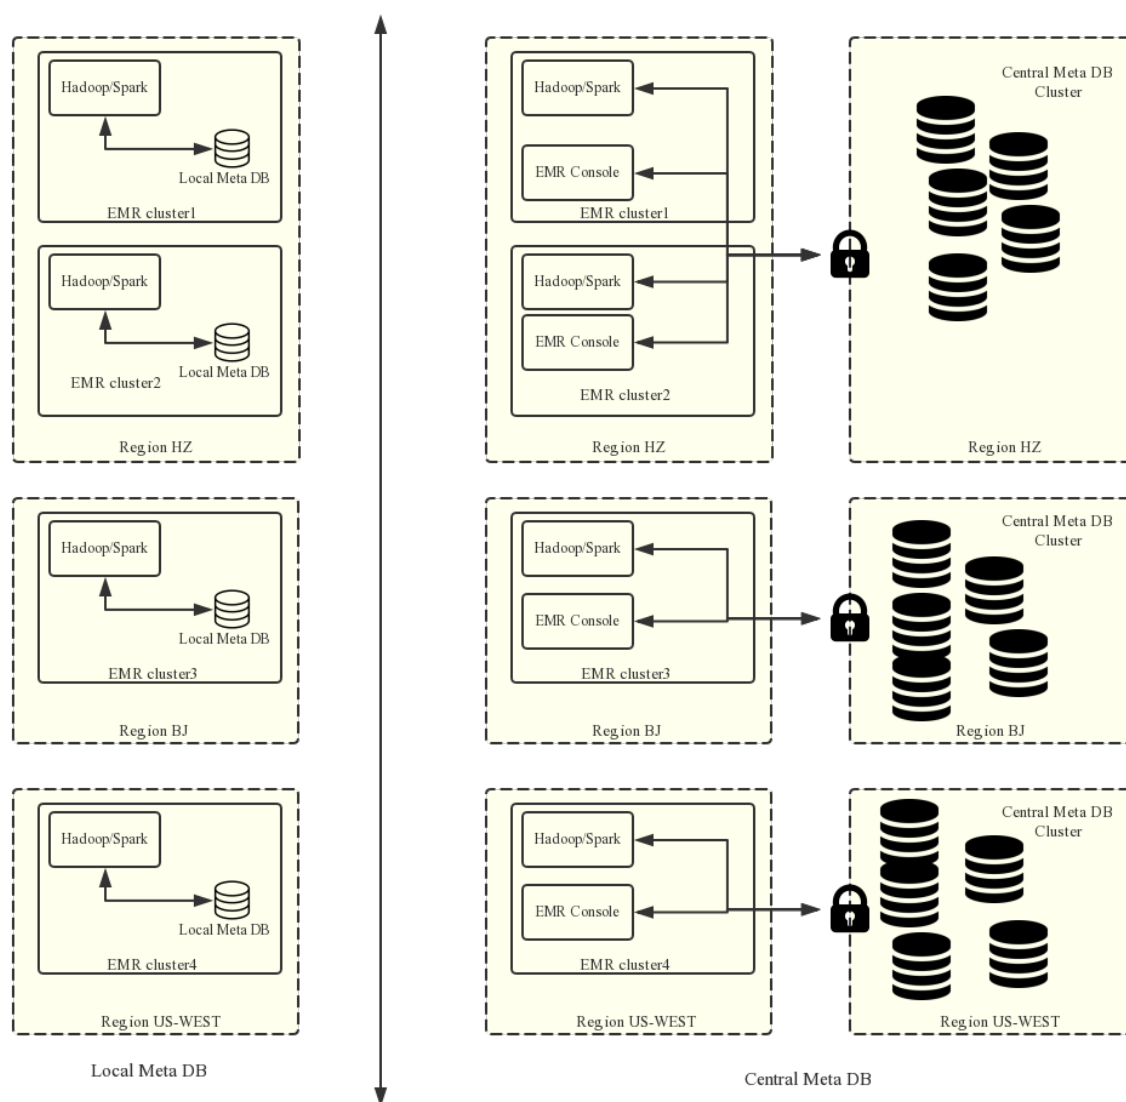 Hadoop/Spark
Local Meta DB
EMR cluster1
Hadoop/Spark
Local Meta DB
EMR cluster2
Region HZ
Hadoop/Spark
Local Meta DB
EMR cluster3
Region BJ
Hadoop/Spark
Local Meta DB
EMR cluster4
Region US-WEST
Local Meta DB
Hadoop/Spark
EMR Console
EMR cluster1
Hadoop/Spark
EMR Console
EMR cluster2
Region HZ
Central Meta DB
Cluster
Region HZ
Hadoop/Spark
EMR Console
EMR cluster3
Region BJ
Central Meta DB
Cluster
Region BJ
Hadoop/Spark
EMR Console
EMR cluster4
Region US-WEST
Central Meta DB
Cluster
Region US-WEST
Central Meta DB